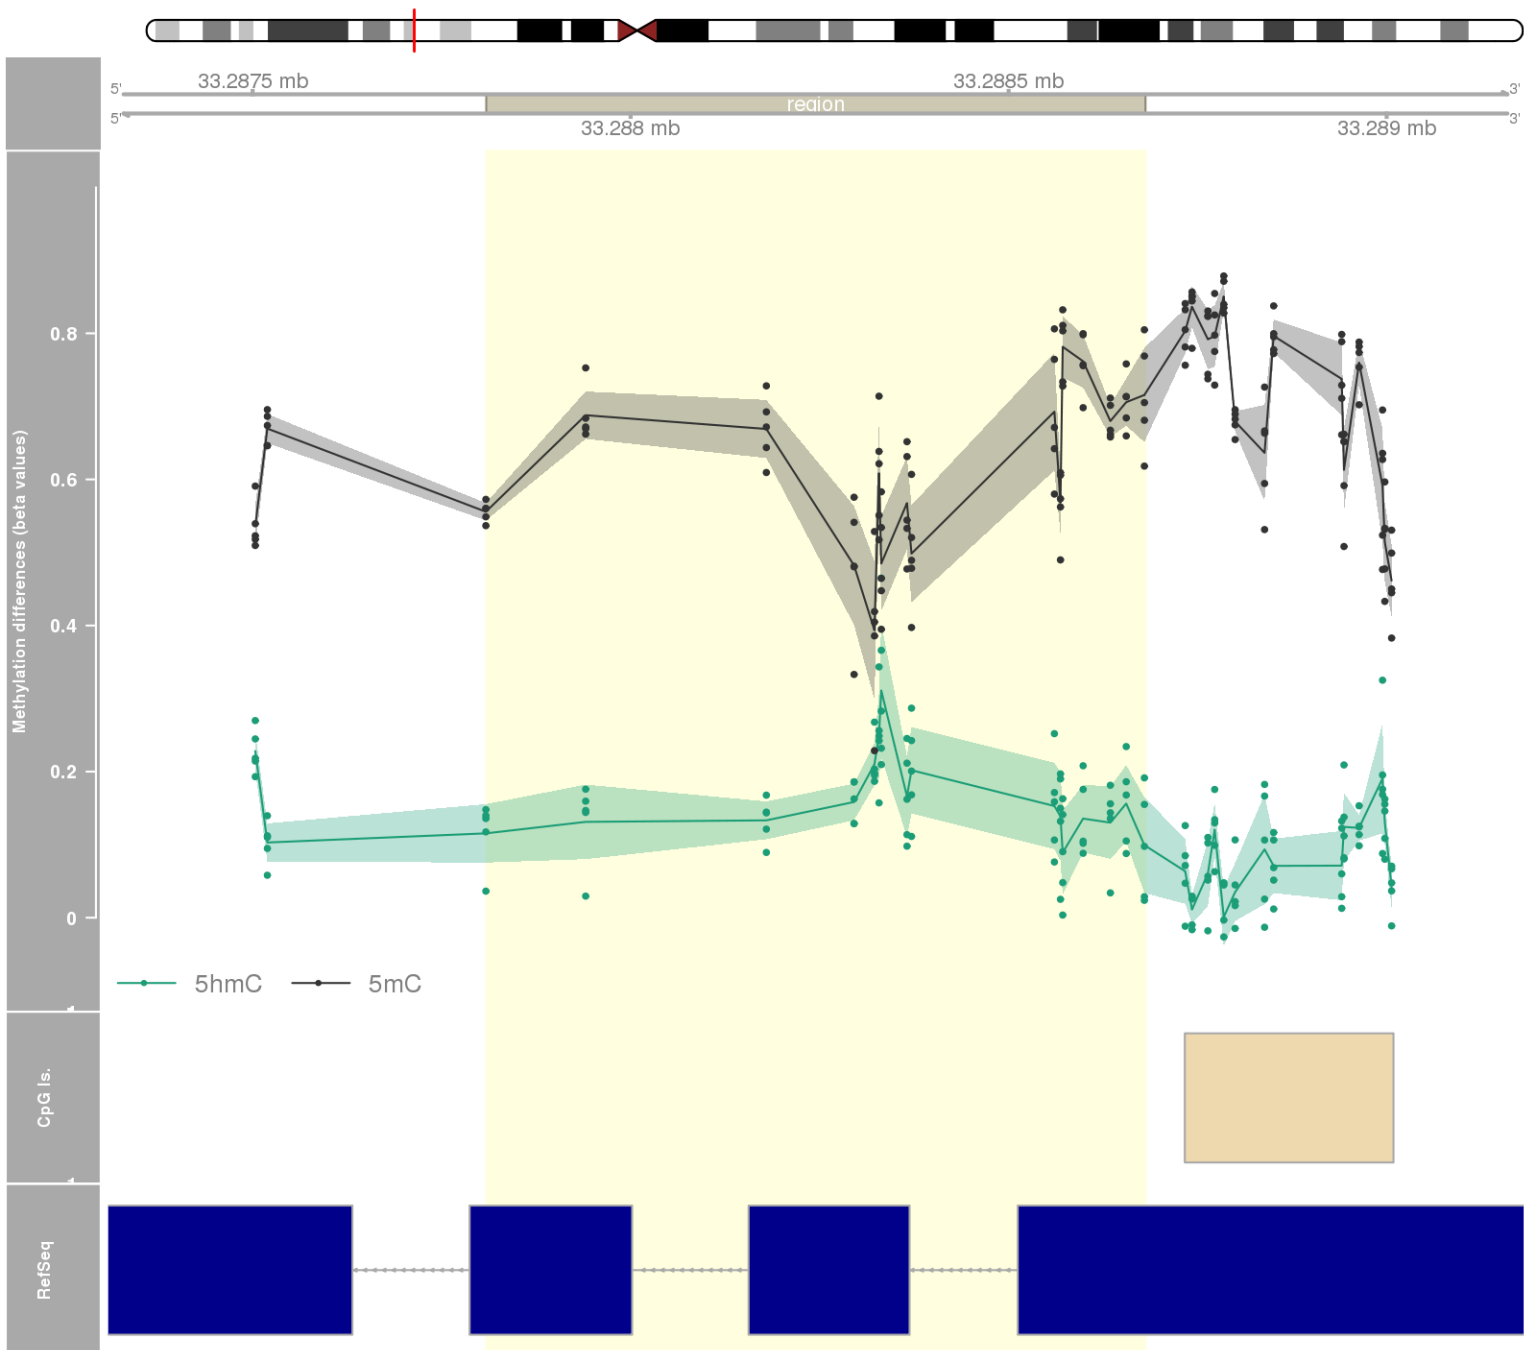 33.2875 mb
33.2885 mb
5'
3'
region
5'
3'
33.288 mb
33.289 mb
Methylation differences (beta values)
0.8
0.6
0.4
0.2
0
5hmC
5mC
CpG Is.
RefSeq